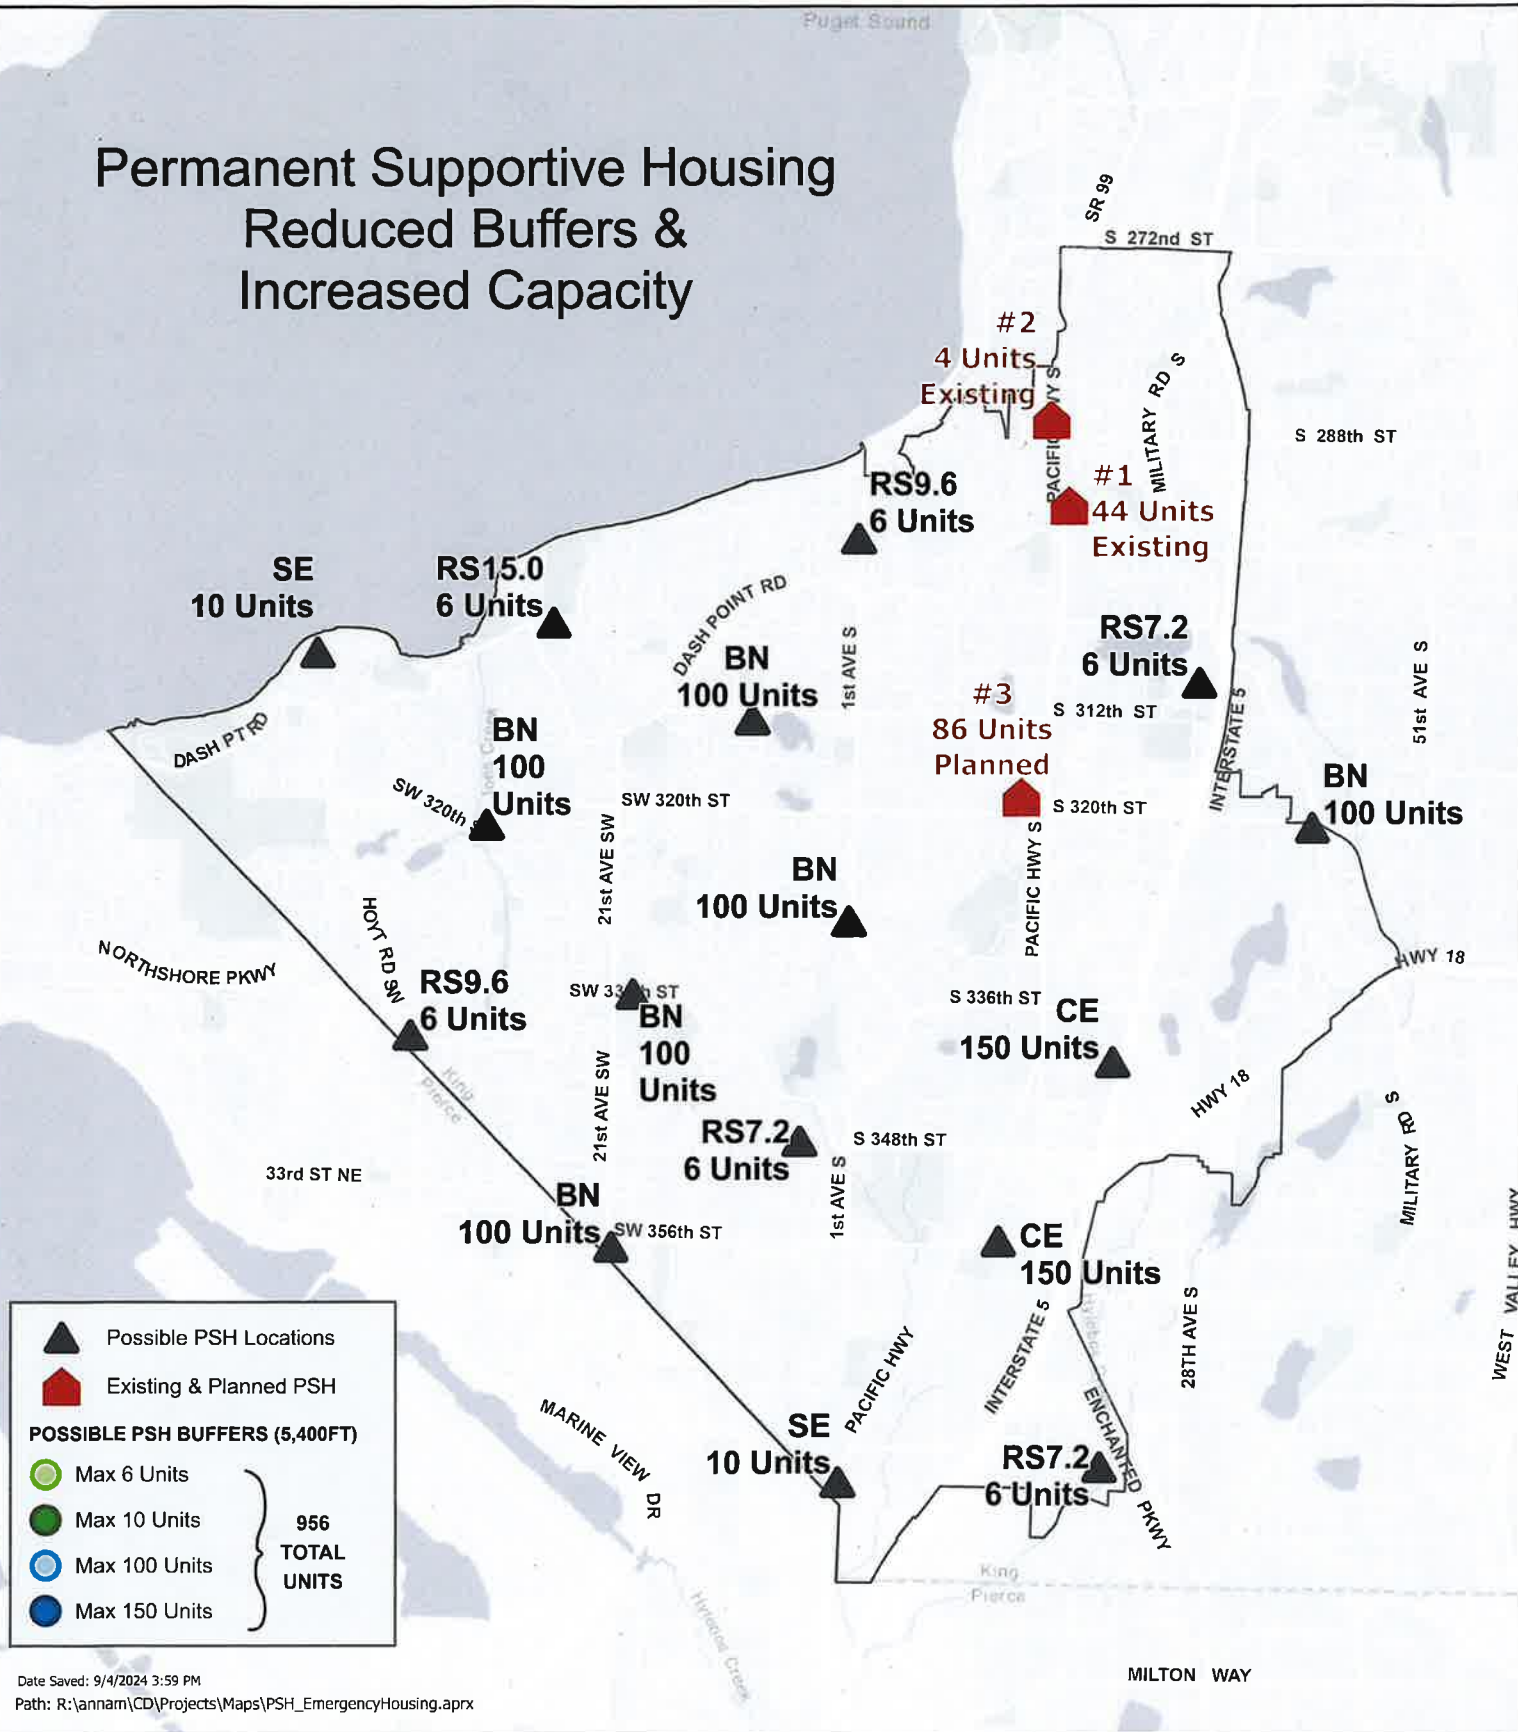 Puget Sound
Permanent Supportive Housing
Reduced Buffers &
Increased Capacity
SR 99
S 272nd ST
#2
4 Units
Existing
PACIFIC
WY S
MILITARY RD S
S 288th ST
#1
44 Units
Existing
RS9.6
6 Units
SE
10 Units
RS15.0
6 Units
DASH POINT RD
BN
100 Units
1st AVE S
RS7.2
6 Units
51st AVE S
#3
86 Units
Planned
S 312th ST
INTERSTATE 5
DASH PT RD
BN
100
Units
SW 320th
SW 320th ST
S 320th ST
BN
100 Units
21st AVE SW
PACIFIC HWY S
BN
100 Units
HOYT RD SW
NORTHSHORE PKWY
HWY 18
RS9.6
6 Units
SW 33
h ST
BN
100
Units
S 336th ST
CE
150 Units
King
Pierce
21st AVE SW
HWY 18
MILITARY RD S
RS7.2
6 Units
S 348th ST
33rd ST NE
1st AVE S
BN
100 Units
SW 356th ST
CE
150 Units
WEST VALLEY HWY
28TH AVE S
INTERSTATE 5
PACIFIC HWY
ENCHANTED PKWY
Possible PSH Locations
Existing & Planned PSH
POSSIBLE PSH BUFFERS (5,400FT)
Max 6 Units
Max 10 Units
Max 100 Units
Max 150 Units
956
TOTAL
UNITS
MARINE VIEW DR
SE
10 Units
RS7.2
6 Units
King
Pierce
Hylebos Creek
MILTON WAY
Date Saved: 9/4/2024 3:59 PM
Path: R:\annam\CD\Projects\Maps\PSH_EmergencyHousing.aprx